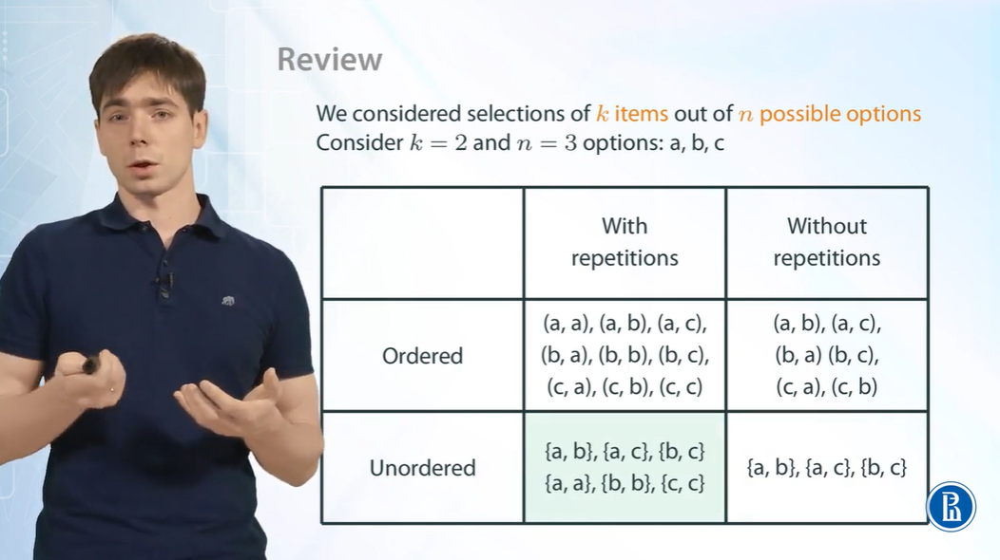 Review
We considered selections of k items out of n possible options
Consider k = 2 and n = 3 options: a, b, c
With
repetitions
Without
repetitions
Ordered
(a, a), (a, b), (a, c),
(b, a), (b, b), (b, c),
(c, a), (c, b), (c, c)
(a, b), (a, c),
(b, a) (b, c),
(c, a), (c, b)
Unordered
{a, b}, {a, c}, {b, c}
{a, a}, {b, b}, {c, c}
{a, b}, {a, c}, {b, c}